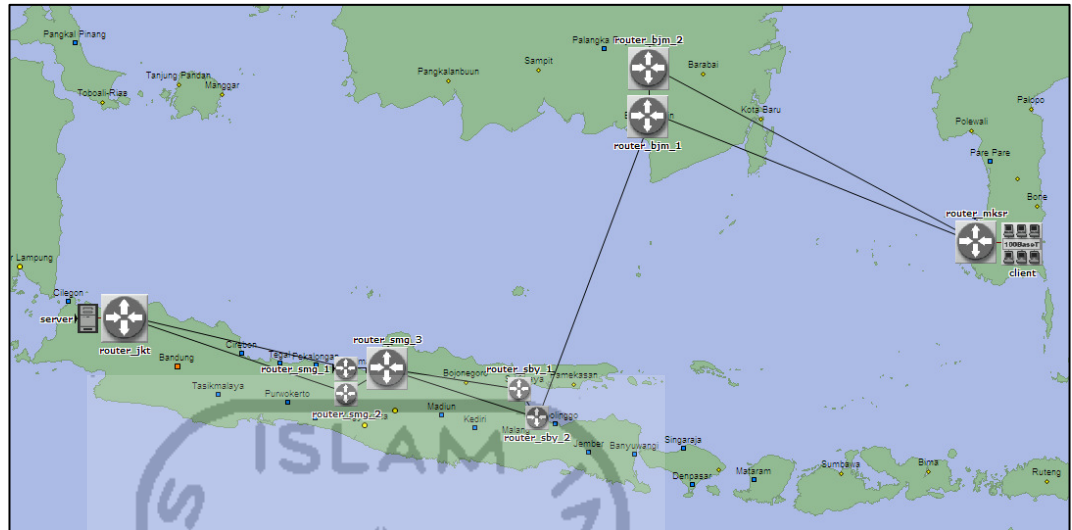 Pangkal Pinang
router_bjm_2
Palangka
Barabai
Sampit
Pangkalanbuun
Tanjung Pandan
Manggar
Toboali-Rias
Palopo
Kota Baru
Polewali
router_bjm_1
Pare Pare
Bone
router_mksr
100BaseT
client
Lampung
Cilegon
server
router_jkt
router_smg_3
Cirebon
Tegal
Pekalongan
Bandung
router_smg_1
router_sby_1
Bojonegoro
Pamekasan
Tasikmalaya
Purwokerto
router_smg_2
Madiun
Kediri
Malang
router_sby_2
Jember
Banyuwangi
Singaraja
Denpasar
Mataram
Sumbawa
Bima
Ruteng
ISLAM